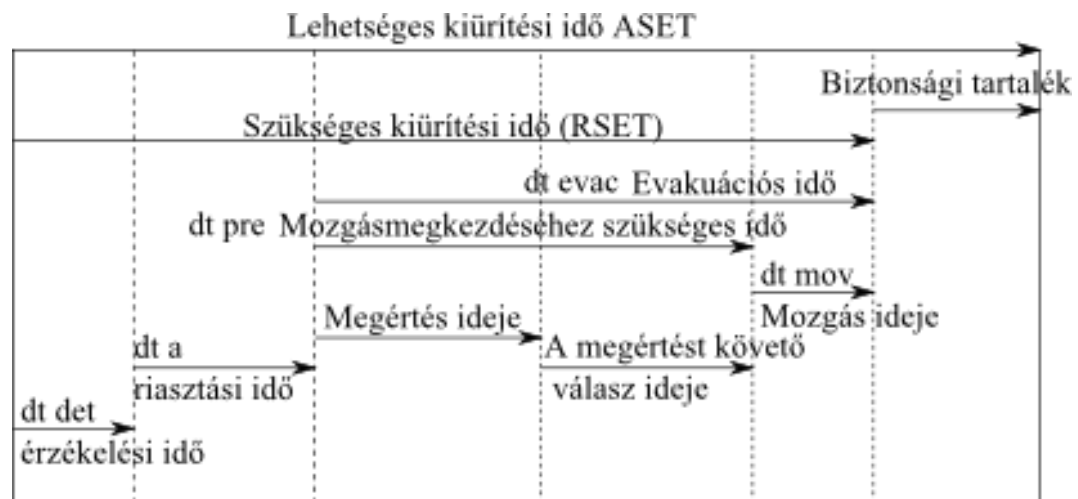 Lehetséges kiürítési idő ASET
Biztonsági tartalék
Szükséges kiürítési idő (RSET)
dt evac Evakuációs idő
dt pre Mozgásmegkezdéséhez szükséges idő
dt mov
Mozgás ideje
Megértés ideje
A megértést követő
válasz ideje
dt a
riasztási idő
dt det
érzékelési idő